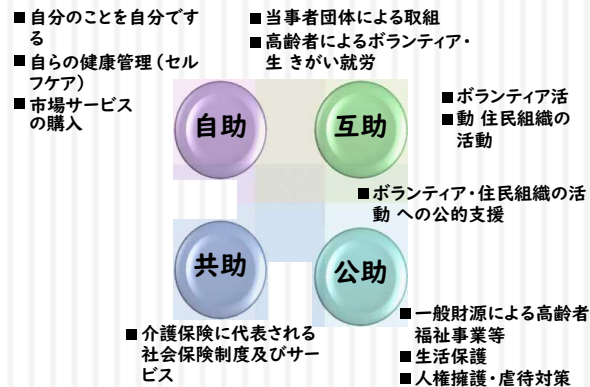 ■自分のことを自分です
る
■自らの健康管理(セル
フケア)
■市場サービス
の購入
■当事者団体による取組
■高齢者によるボランティア・
生 きがい就労
自助
互助
■ボランティア活
■動 住民組織の
活動
■ボランティア・住民組織の活
動 への公的支援
共助
公助
■介護保険に代表される
社会保険制度及びサー
ビス
■一般財源による高齢者
福祉事業等
■生活保護
■人権擁護・虐待対策